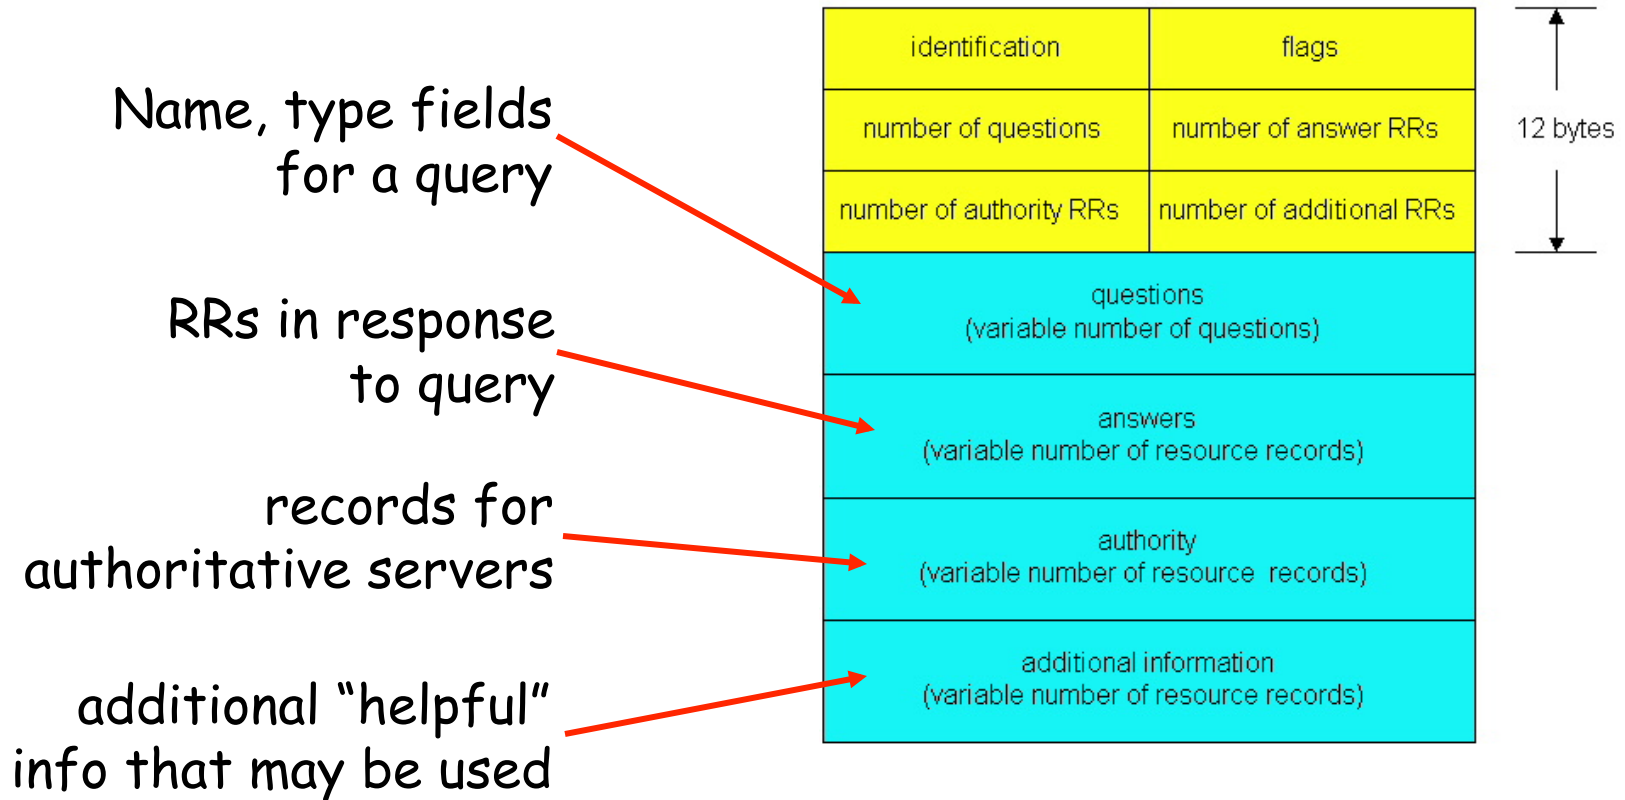 Name, type fields
for a query
RRs in response
to query
records for
authoritative servers
additional “helpful”
info that may be used
identification
flags
number of questions
number of answer RRs
number of authority RRs
number of additional RRs
12 bytes
questions
(variable number of questions)
answers
(variable number of resource records)
authority
(variable number of resource records)
additional information
(variable number of resource records)